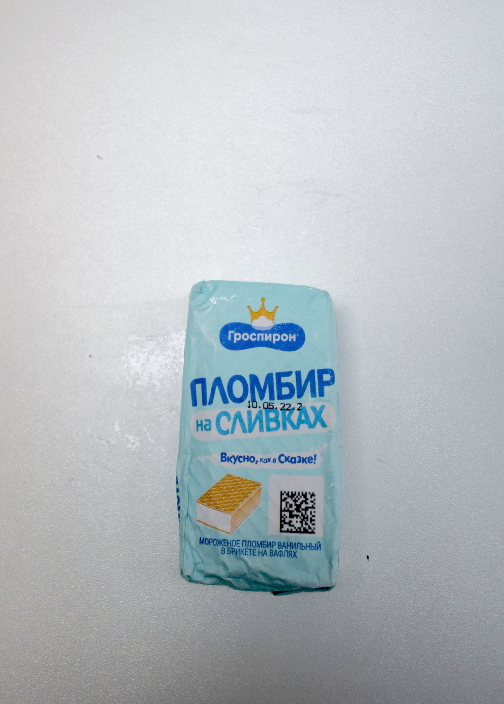 Гроспирон
ПЛОМБИР
10.05.22.2
на СЛИВКАХ
Вкусно, как в Сказке!
МОРОЖЕНОЕ ПЛОМБИР ВАНИЛЬНЫЙ
В БРИКЕТЕ НА ВАФЛЯХ